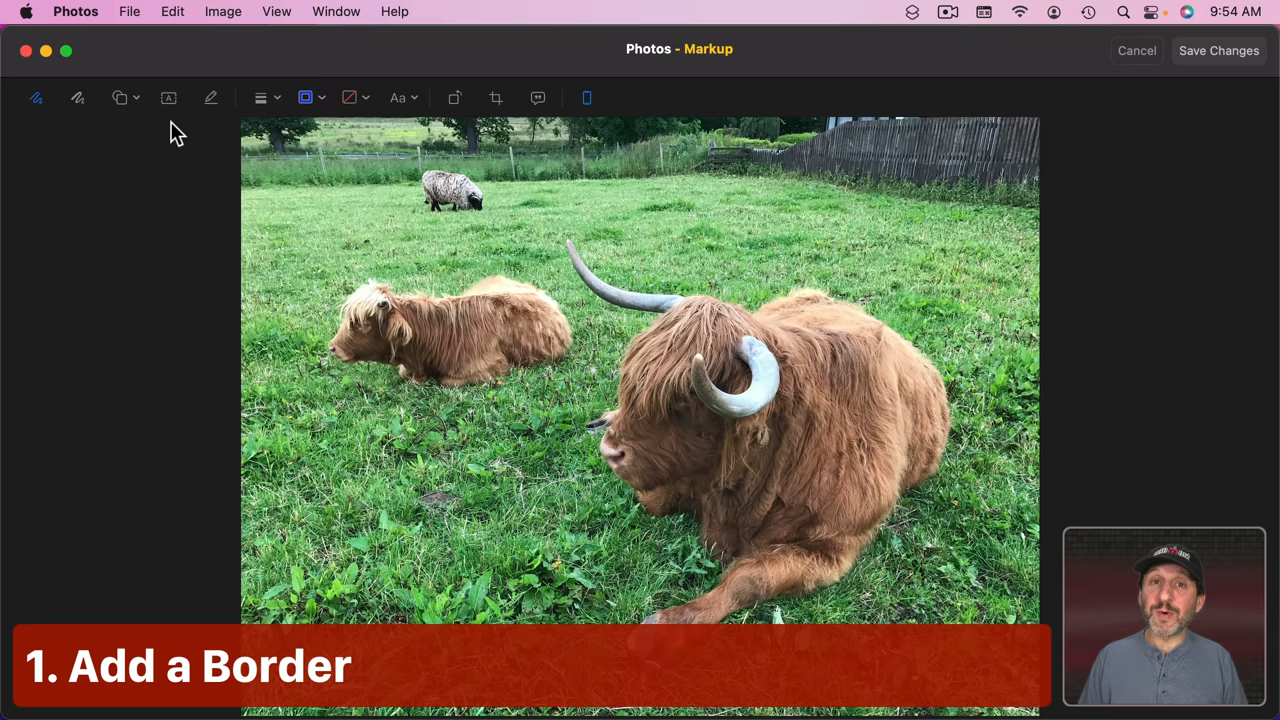 Photos File Edit Image View Window Help 9:54 AM
Photos - Markup
Cancel Save Changes
A Aa
1. Add a Border